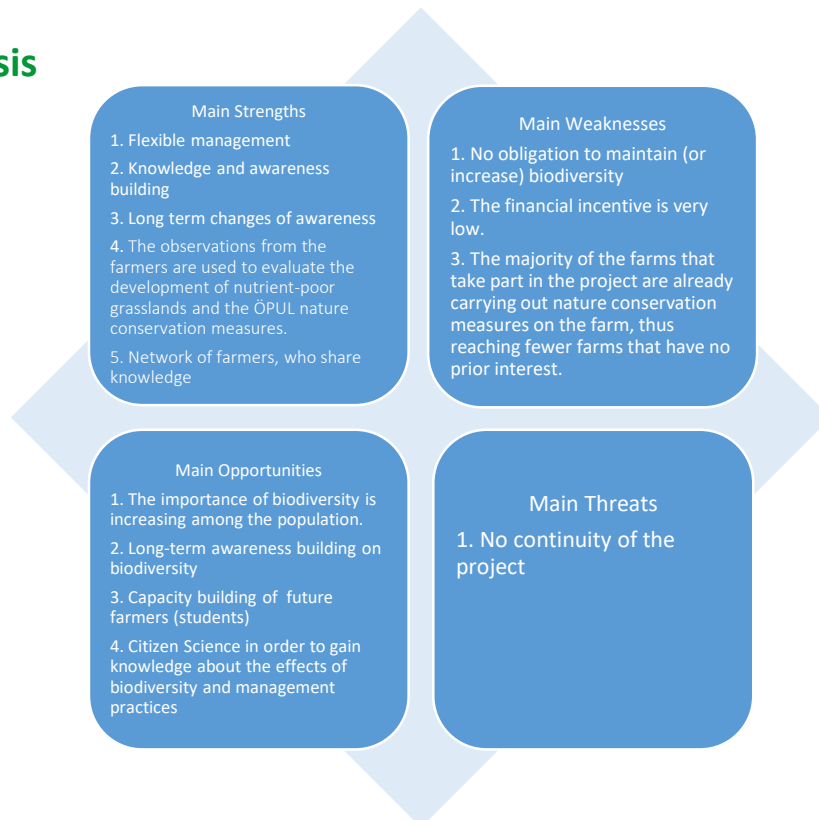 sis
Main Strengths
1. Flexible management
2. Knowledge and awareness
building
3. Long term changes of awareness
4. The observations from the
farmers are used to evaluate the
development of nutrient-poor
grasslands and the ÖPUL nature
conservation measures.
5. Network of farmers, who share
knowledge
Main Weaknesses
1. No obligation to maintain (or
increase) biodiversity
2. The financial incentive is very
low.
3. The majority of the farms that
take part in the project are already
carrying out nature conservation
measures on the farm, thus
reaching fewer farms that have no
prior interest.
Main Opportunities
1. The importance of biodiversity is
increasing among the population.
2. Long-term awareness building on
biodiversity
3. Capacity building of future
farmers (students)
4. Citizen Science in order to gain
knowledge about the effects of
biodiversity and management
practices
Main Threats
1. No continuity of the
project